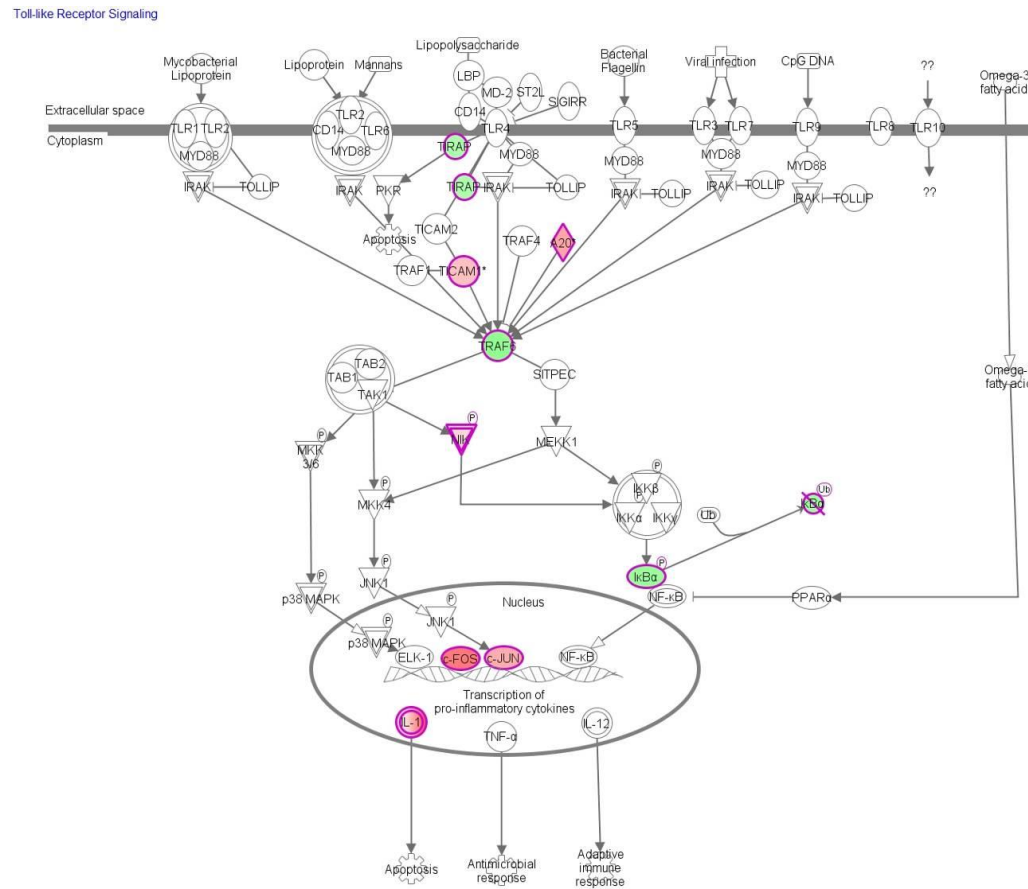 Toll-like Receptor Signaling
Lipopolysaccharide
Mycobacterial
Lipoprotein
Lipoprotein
Mannans
LBP
MD-2
ST2L
SIGIRR
Bacterial
Flagellin
Viral infection
CpG DNA
??
Omega-3
fatty acid
Extracellular space
Cytoplasm
TLR1
TLR2
MYD88
CD14
TLR2
TLR6
MYD88
CD14
TLR4
TLR5
TLR3
TLR7
TLR9
TLR8
TLR10
??
TIRAP
MYD88
MYD88
MYD88
MYD88
IRAK
TOLLIP
IRAK
PKR
TIRAP
IRAK
TOLLIP
IRAK
TOLLIP
IRAK
TOLLIP
IRAK
TOLLIP
Apoptosis
TICAM2
TRAF4
A20*
TRAF1
TICAM1*
TRAF6
TAB1
TAB2
TAK1
SITPEC
Omega-
fatty acid
MKK
3/6
P
NIK
P
MEKK1
MKK4
P
IKKβ
P
IKKα
P
IKKγ
Ub
IκBα
Ub
JNK1
P
IκBα
P
p38 MAPK
P
NF-κB
PPARα
Nucleus
JNK1
P
p38 MAPK
P
ELK-1
c-FOS
c-JUN
NF-κB
Transcription of
pro-inflammatory cytokines
IL-1
TNF-α
IL-12
Apoptosis
Antimicrobial
response
Adaptive
immune
response